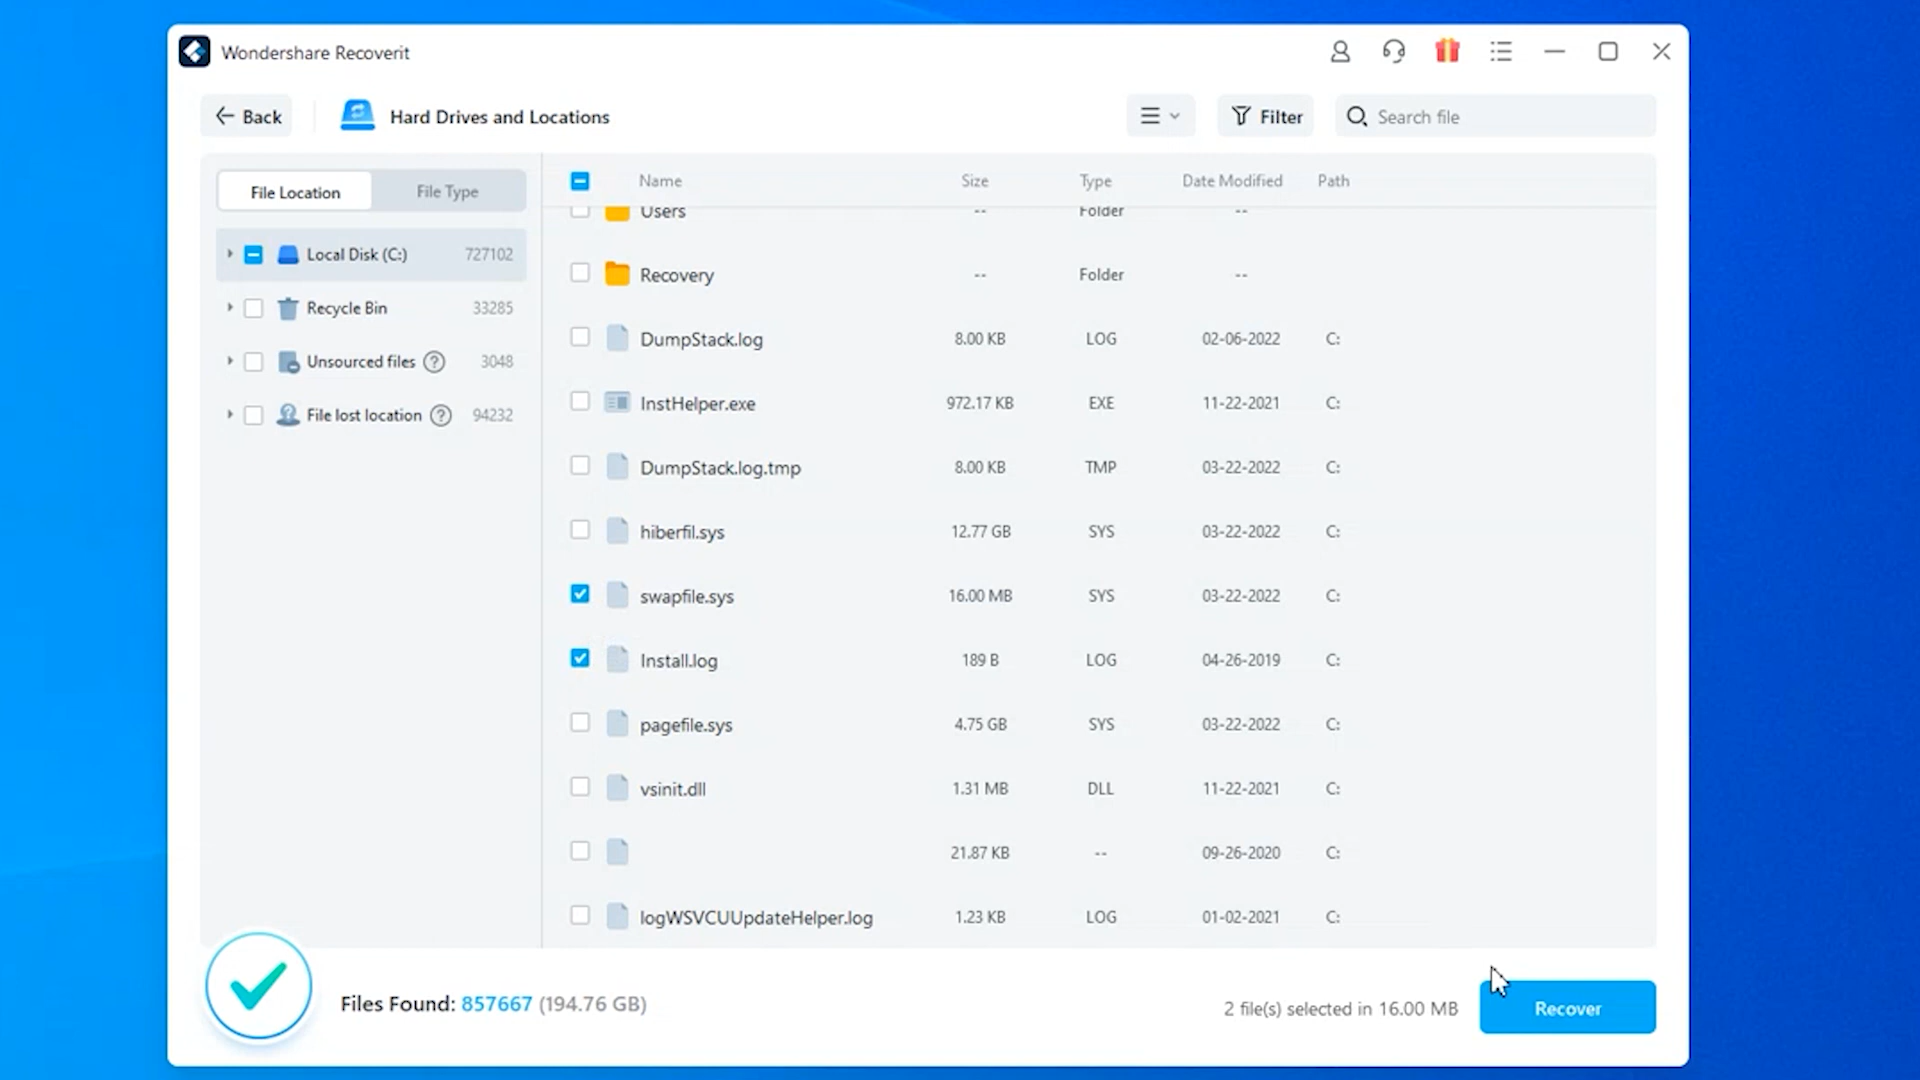 Wondershare Recoverit
Back
Hard Drives and Locations
Filter
Search file
File Location
File Type
Name Size Type Date Modified Path
Local Disk (C:) 727102
Recycle Bin 33285
Unsourced files ? 3048
File lost location ? 94232
Users -- Folder --
Recovery -- Folder --
DumpStack.log 8.00 KB LOG 02-06-2022 C:
InstHelper.exe 972.17 KB EXE 11-22-2021 C:
DumpStack.log.tmp 8.00 KB TMP 03-22-2022 C:
hiberfil.sys 12.77 GB SYS 03-22-2022 C:
swapfile.sys 16.00 MB SYS 03-22-2022 C:
Install.log 189 B LOG 04-26-2019 C:
pagefile.sys 4.75 GB SYS 03-22-2022 C:
vsinit.dll 1.31 MB DLL 11-22-2021 C:
21.87 KB -- 09-26-2020 C:
logWSVCUUpdateHelper.log 1.23 KB LOG 01-02-2021 C:
Files Found: 857667 (194.76 GB)
2 file(s) selected in 16.00 MB
Recover